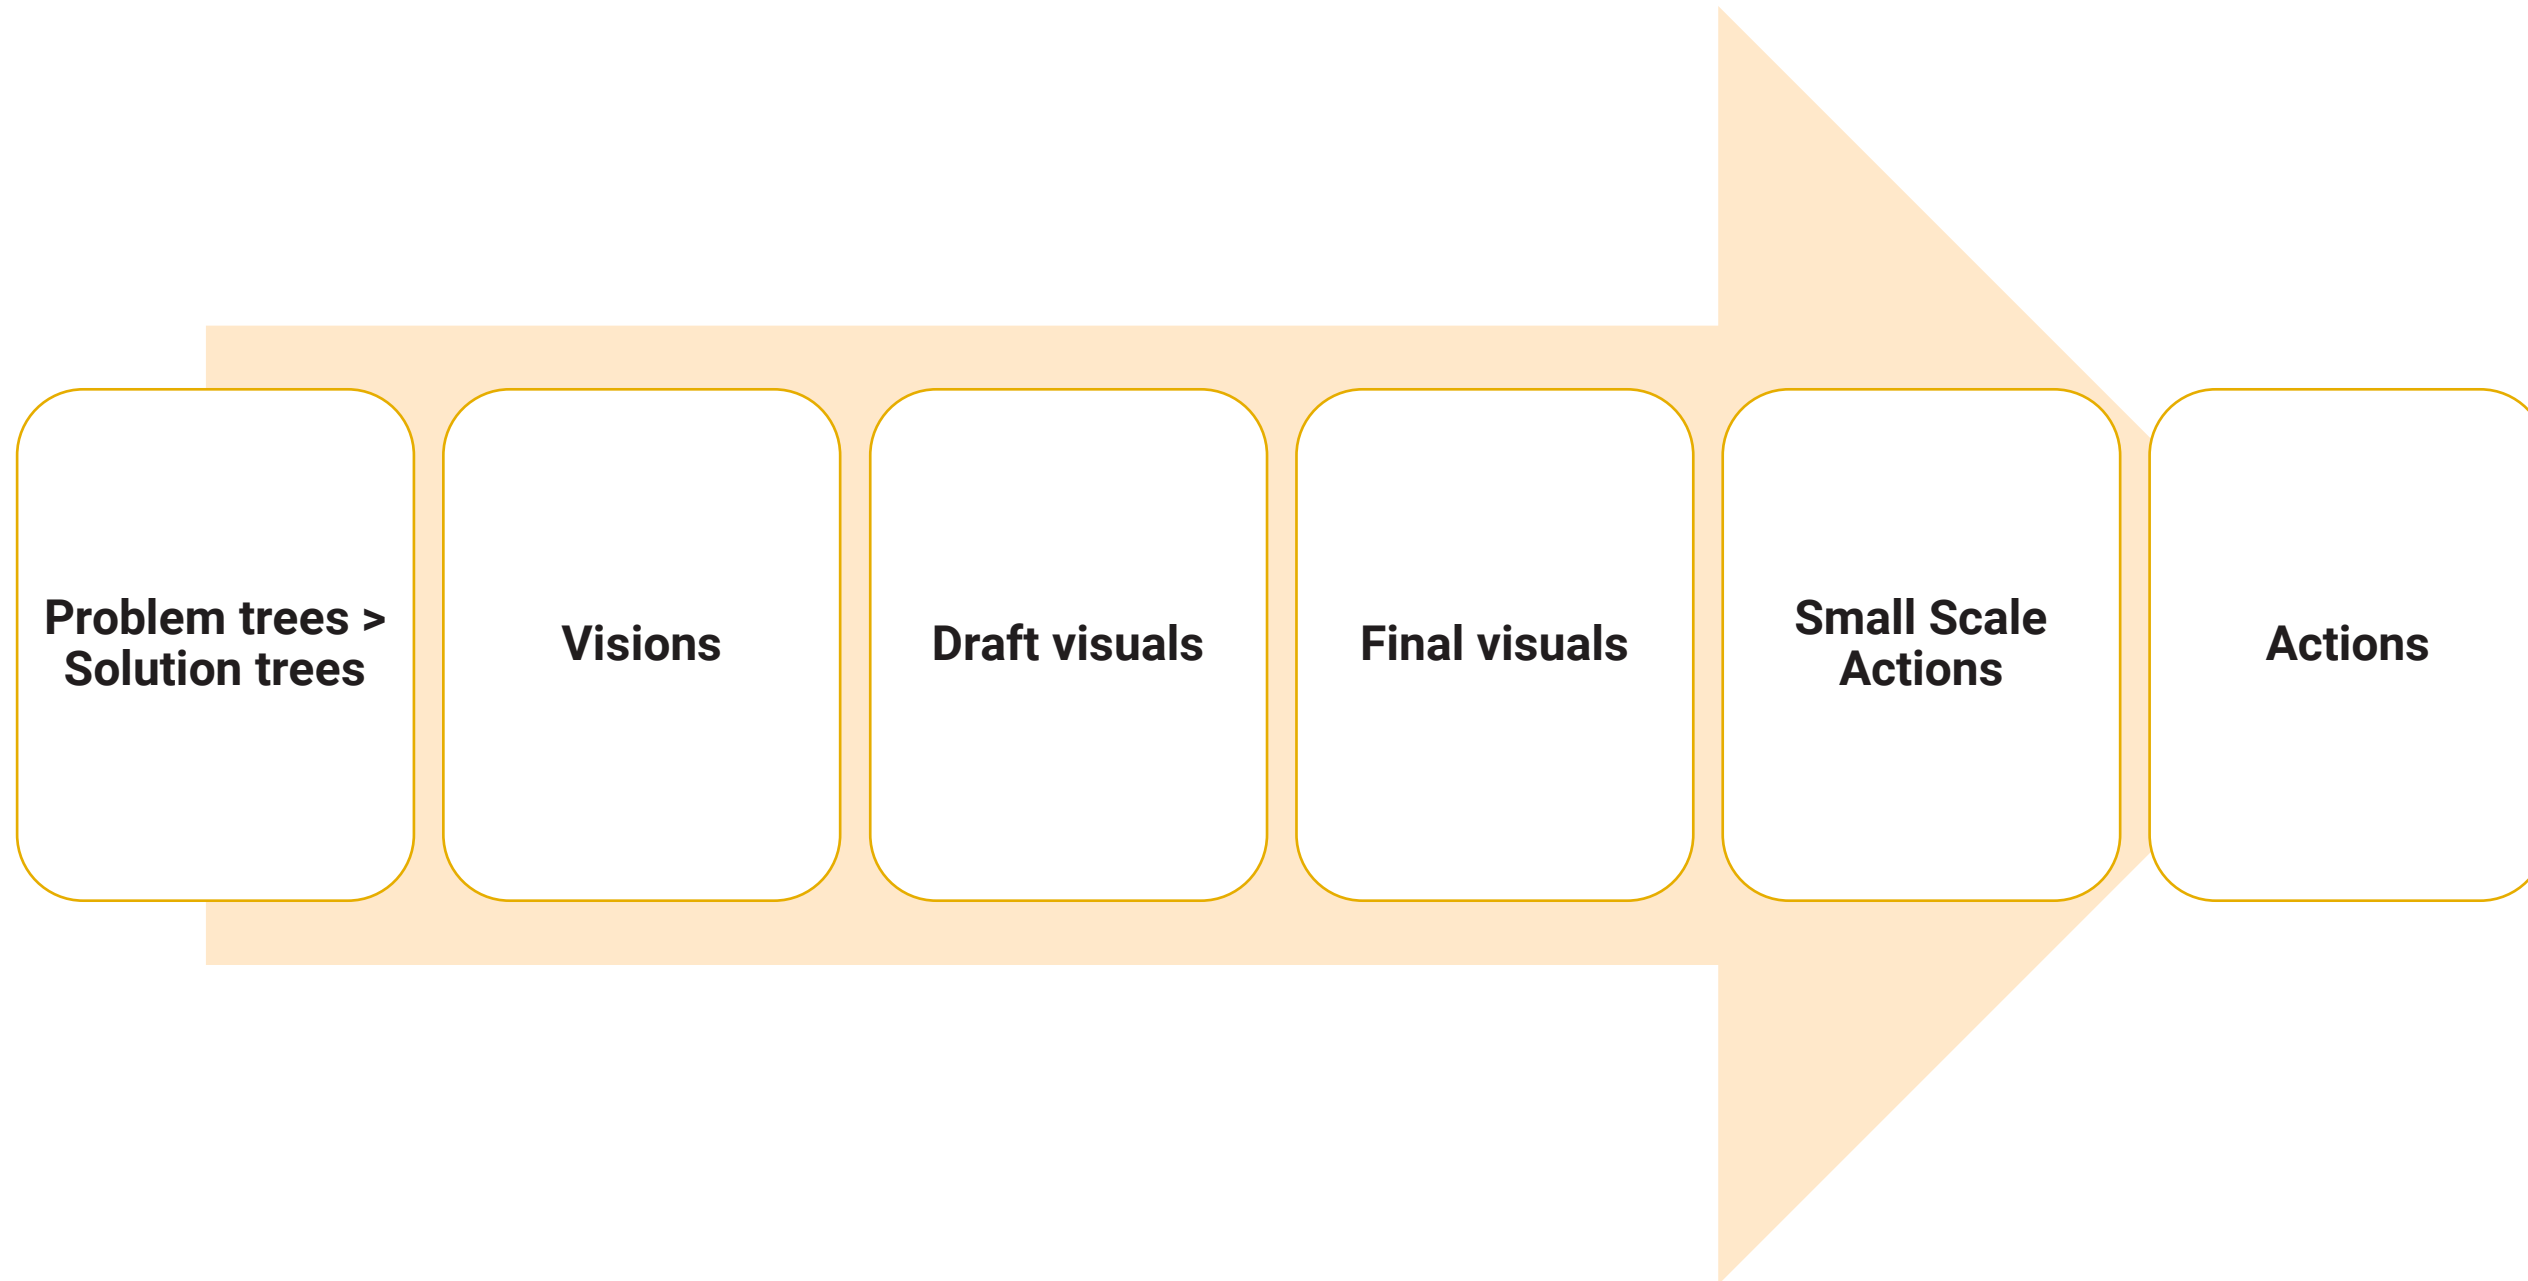 Problem trees >
Solution trees
Visions
Draft visuals
Final visuals
Small Scale
Actions
Actions